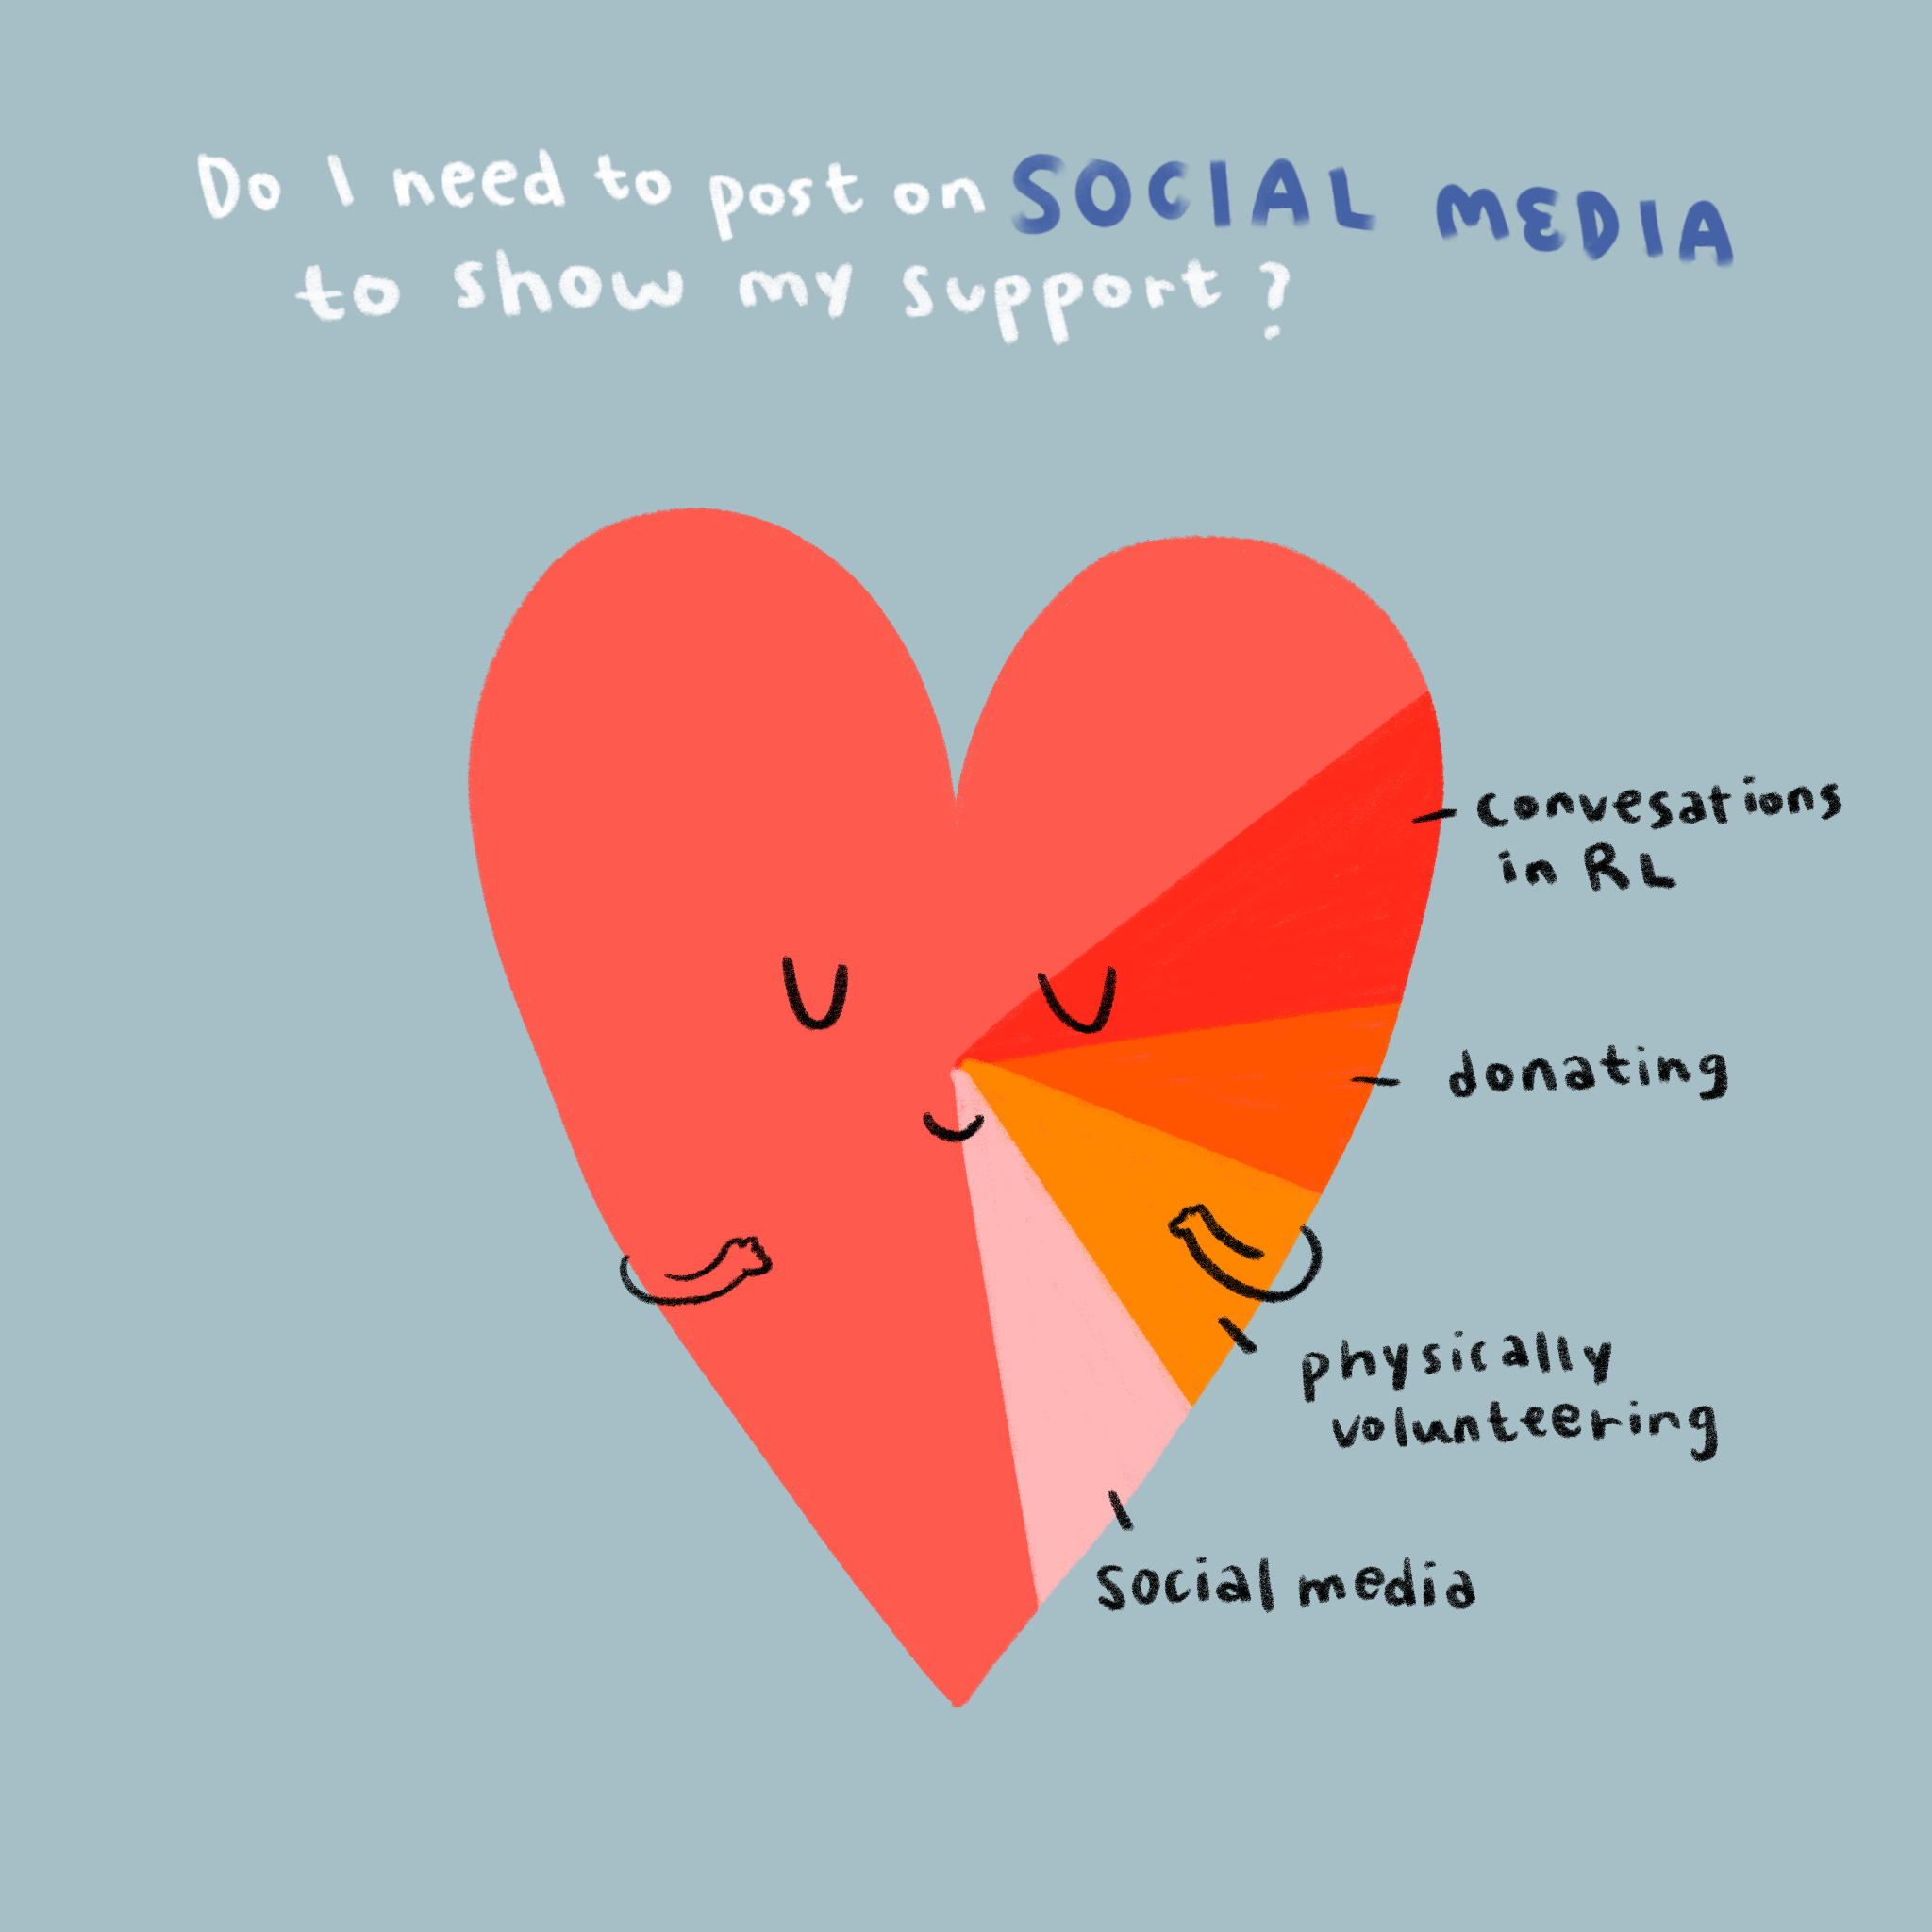 Do I need to post on SOCIAL MEDIA
to show my support?
convesations
in RL
donating
physically
volunteering
social media